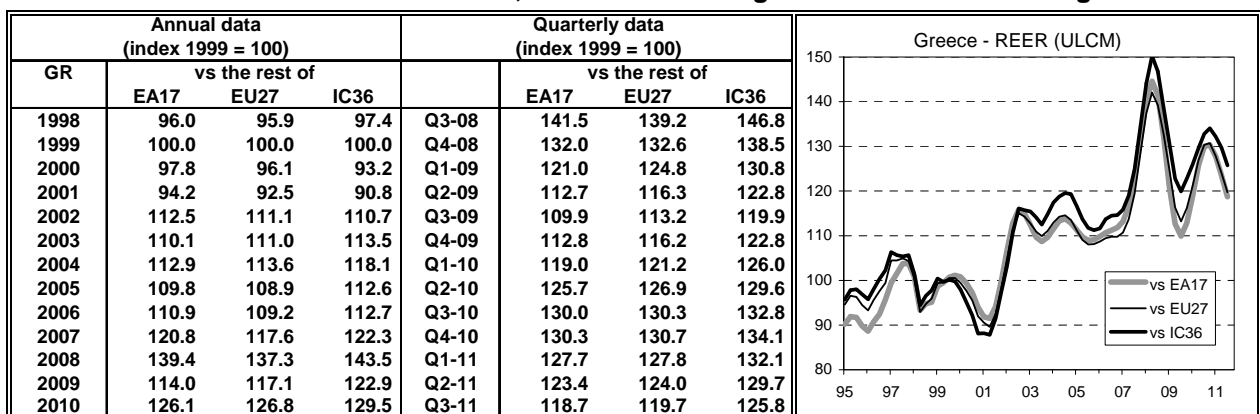 Annual data Quarterly data
(index 1999 = 100) (index 1999 = 100)
GR vs the rest of vs the rest of
EA17 EU27 IC36 EA17 EU27 IC36
1998 96.0 95.9 97.4 Q3-08 141.5 139.2 146.8
1999 100.0 100.0 100.0 Q4-08 132.0 132.6 138.5
2000 97.8 96.1 93.2 Q1-09 121.0 124.8 130.8
2001 94.2 92.5 90.8 Q2-09 112.7 116.3 122.8
2002 112.5 111.1 110.7 Q3-09 109.9 113.2 119.9
2003 110.1 111.0 113.5 Q4-09 112.8 116.2 122.8
2004 112.9 113.6 118.1 Q1-10 119.0 121.2 126.0
2005 109.8 108.9 112.6 Q2-10 125.7 126.9 129.6
2006 110.9 109.2 112.7 Q3-10 130.0 130.3 132.8
2007 120.8 117.6 122.3 Q4-10 130.3 130.7 134.1
2008 139.4 137.3 143.5 Q1-11 127.7 127.8 132.1
2009 114.0 117.1 122.9 Q2-11 123.4 124.0 129.7
2010 126.1 126.8 129.5 Q3-11 118.7 119.7 125.8
Greece - REER (ULCM)
150
140
130
120
110
100
90
80
vs EA17
vs EU27
vs IC36
95 97 99 01 03 05 07 09 11